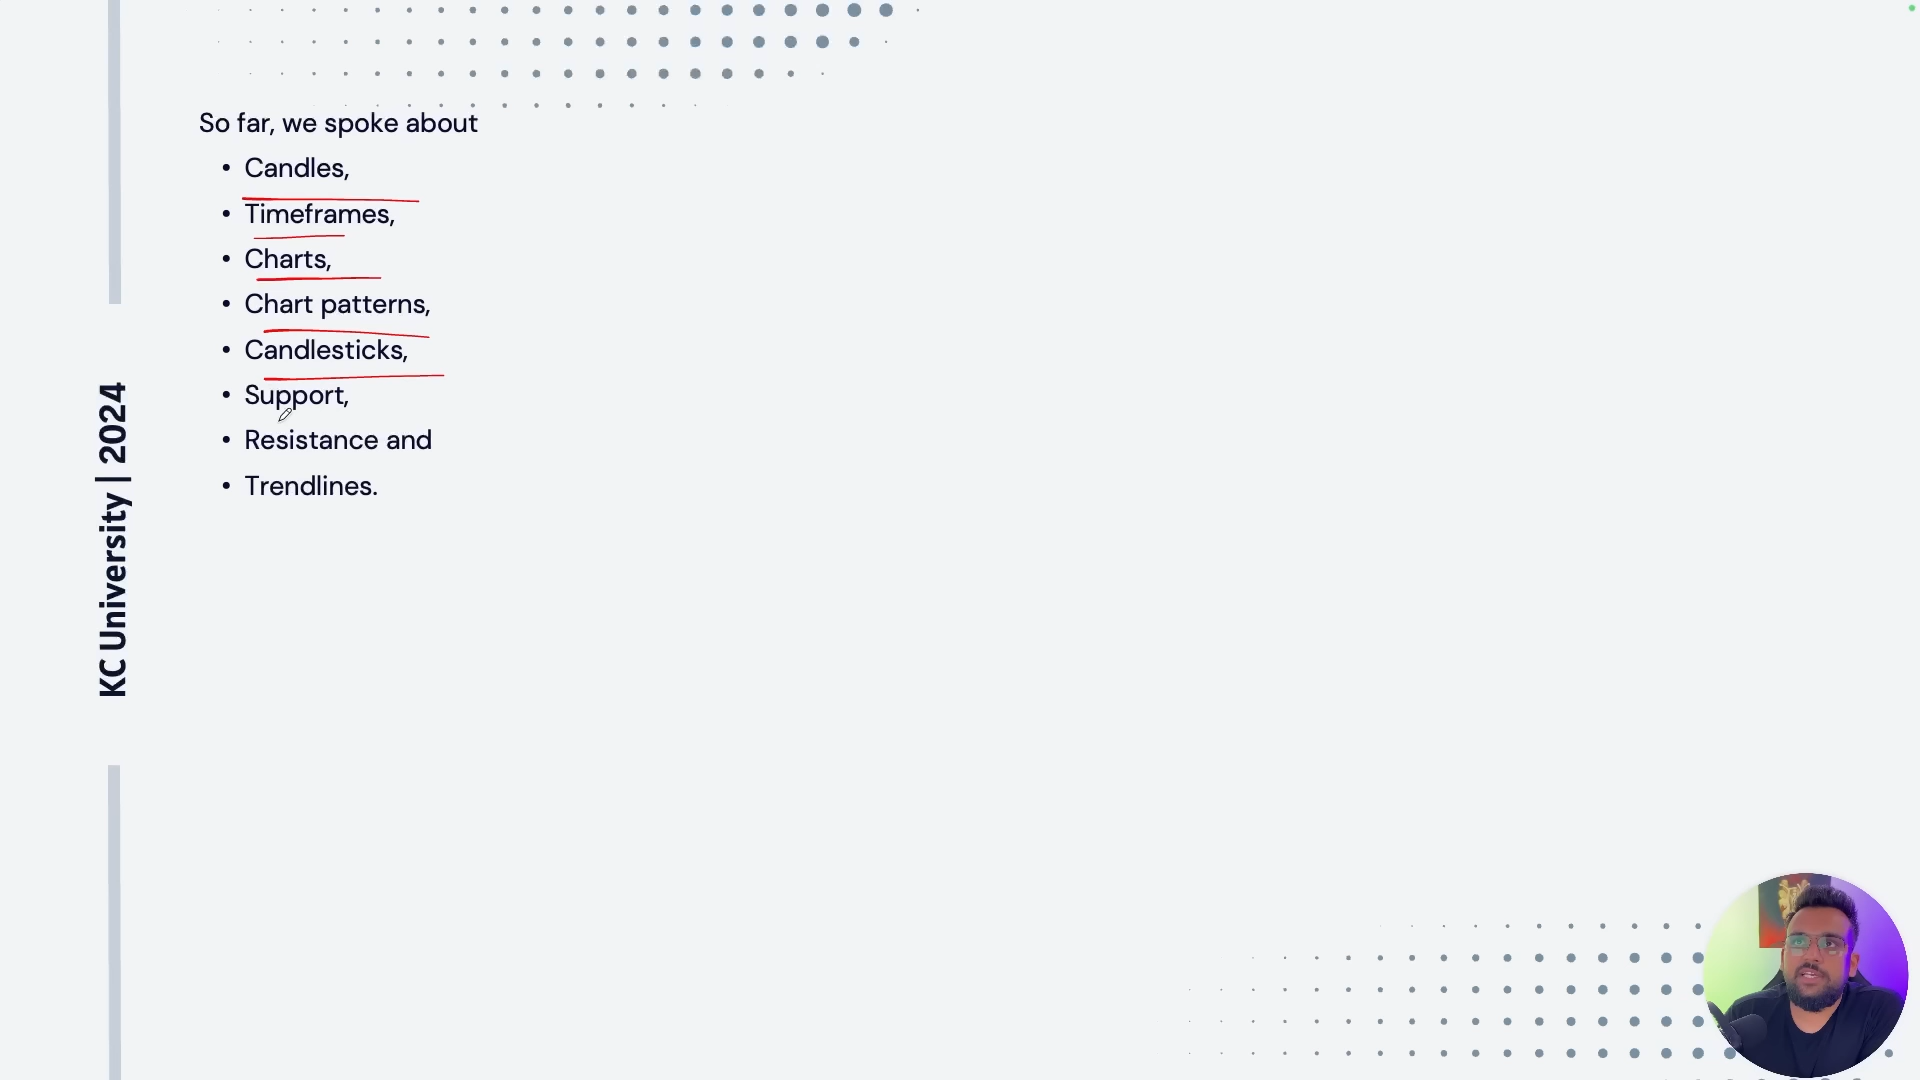 So far, we spoke about
• Candles,
• Timeframes,
• Charts,
• Chart patterns,
• Candlesticks,
• Support,
• Resistance and
• Trendlines.
KC University | 2024